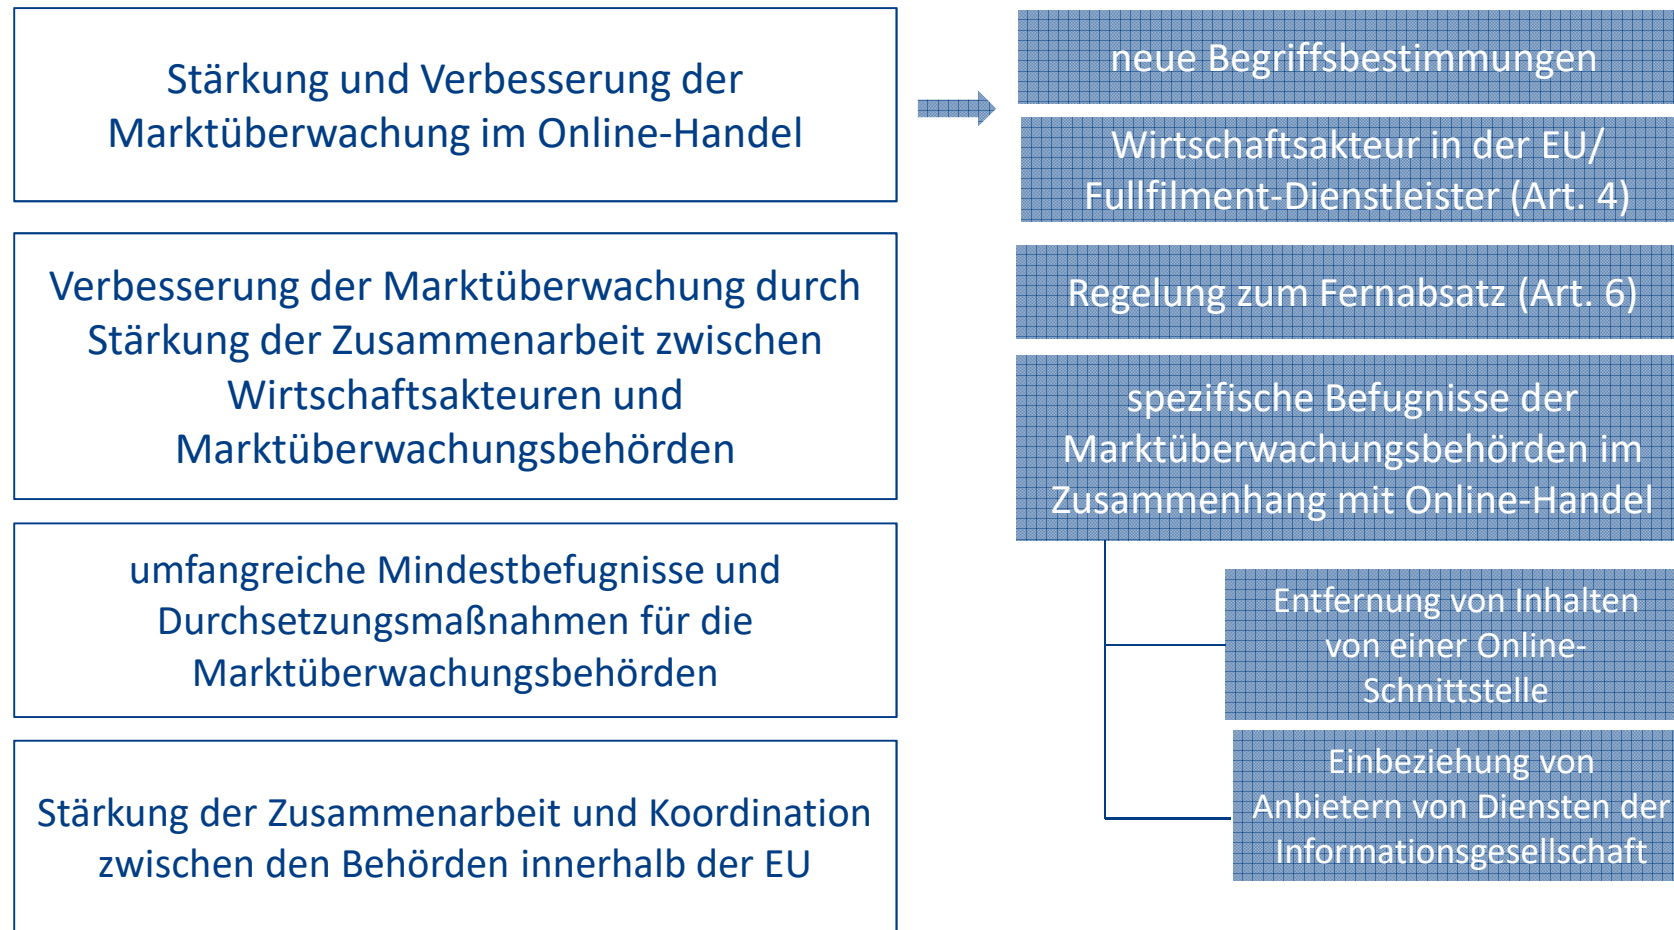 Stärkung und Verbesserung der
Marktüberwachung im Online-Handel
Verbesserung der Marktüberwachung durch
Stärkung der Zusammenarbeit zwischen
Wirtschaftsakteuren und
Marktüberwachungsbehörden
umfangreiche Mindestbefugnisse und
Durchsetzungsmaßnahmen für die
Marktüberwachungsbehörden
Stärkung der Zusammenarbeit und Koordination
zwischen den Behörden innerhalb der EU
neue Begriffsbestimmungen
Wirtschaftsakteur in der EU/
Fullfilment-Dienstleister (Art. 4)
Regelung zum Fernabsatz (Art. 6)
spezifische Befugnisse der
Marktüberwachungsbehörden im
Zusammenhang mit Online-Handel
Entfernung von Inhalten
von einer Online-
Schnittstelle
Einbeziehung von
Anbietern von Diensten der
Informationsgesellschaft